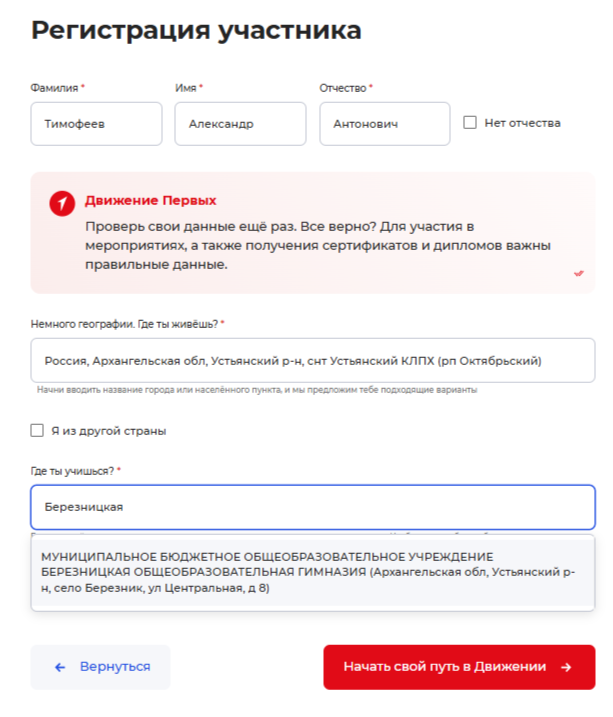 Регистрация участника
Фамилия * Имя * Отчество *
Тимофеев Александр Антонович Нет отчества
Движение Первых
Проверь свои данные ещё раз. Все верно? Для участия в
мероприятиях, а также получения сертификатов и дипломов важны
правильные данные.
Немного географии. Где ты живёшь? *
Россия, Архангельская обл, Устьянский р-н, снт Устьянский КЛПХ (рп Октябрьский)
Начни вводить название города или населённого пункта, и мы предложим тебе подходящие варианты
Я из другой страны
Где ты учишься? *
Березницкая
МУНИЦИПАЛЬНОЕ БЮДЖЕТНОЕ ОБЩЕОБРАЗОВАТЕЛЬНОЕ УЧРЕЖДЕНИЕ
БЕРЕЗНИЦКАЯ ОБЩЕОБРАЗОВАТЕЛЬНАЯ ГИМНАЗИЯ (Архангельская обл, Устьянский р-
н, село Березник, ул Центральная, д 8)
← Вернуться Начать свой путь в Движении →